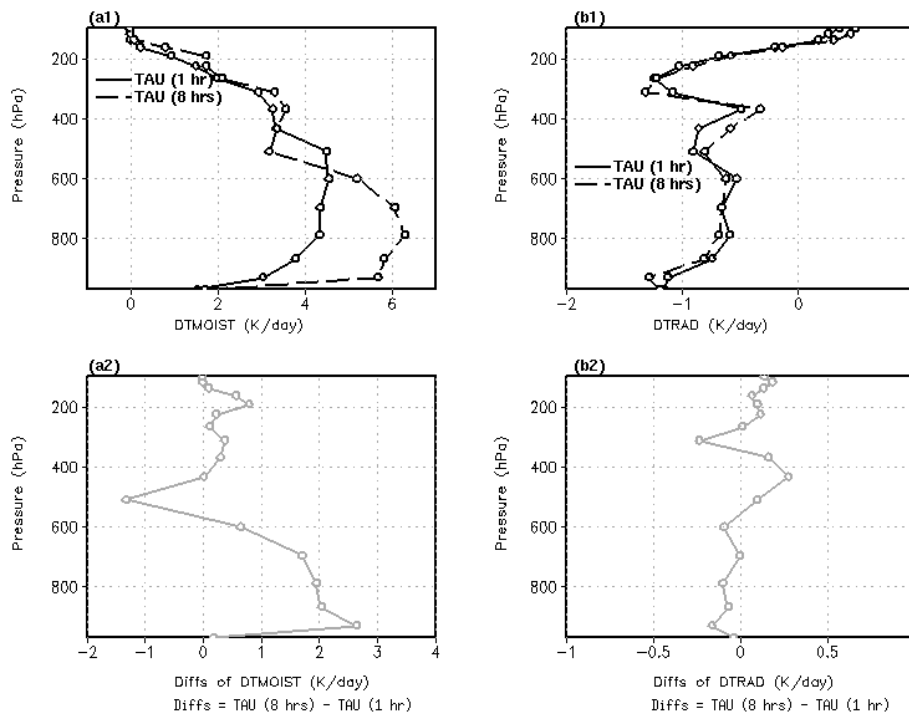 (a1)
200
400
600
800
Pressure (hPa)
TAU (1 hr)
TAU (8 hrs)
0 2 4 6
DTMOIST (K/day)
(b1)
200
400
600
800
Pressure (hPa)
TAU (1 hr)
TAU (8 hrs)
-2 -1 0
DTRAD (K/day)
(a2)
200
400
600
800
Pressure (hPa)
-2 -1 0 1 2 3 4
Diffs of DTMOIST (K/day)
Diffs = TAU (8 hrs) - TAU (1 hr)
(b2)
200
400
600
800
Pressure (hPa)
-1 -0.5 0 0.5
Diffs of DTRAD (K/day)
Diffs = TAU (8 hrs) - TAU (1 hr)